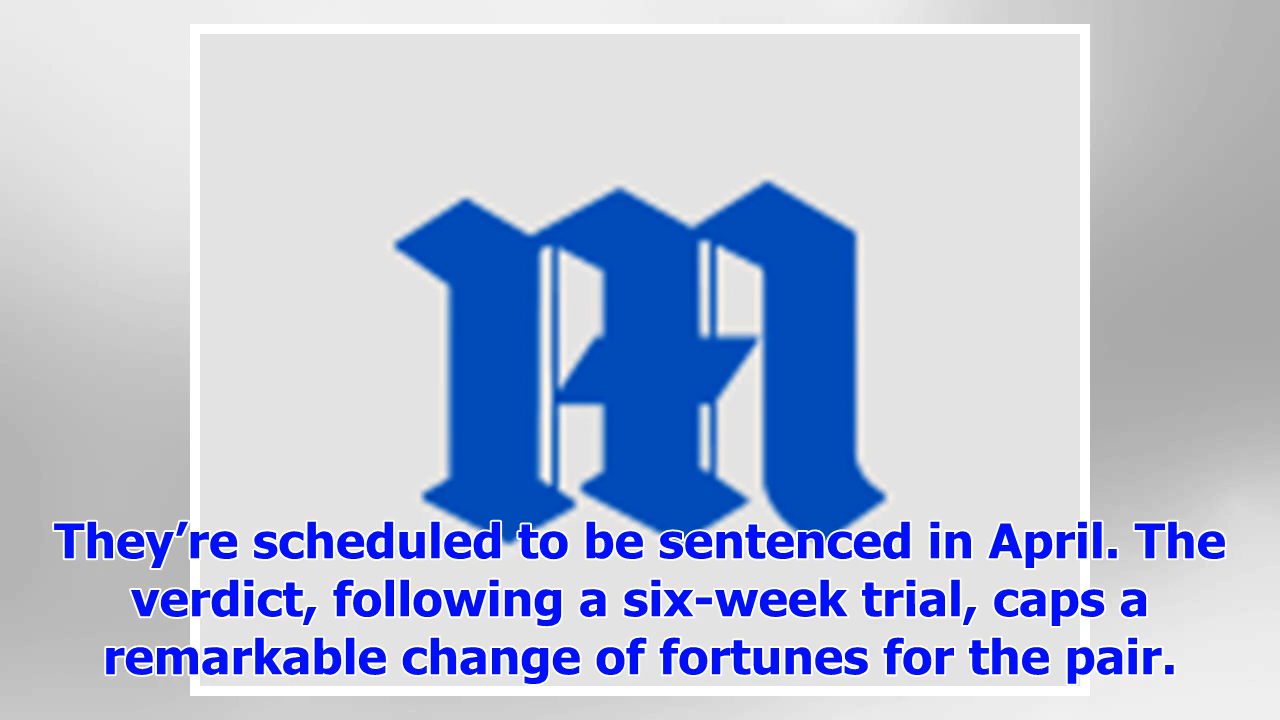 m
They’re scheduled to be sentenced in April. The
verdict, following a six-week trial, caps a
remarkable change of fortunes for the pair.